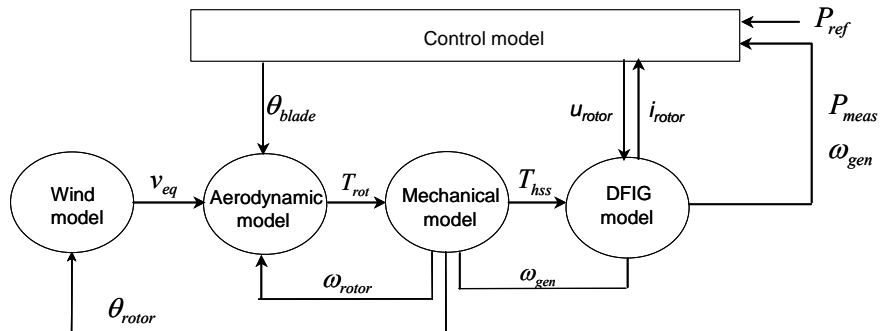 Control model
P_ref
θ_blade
u_rotor
i_rotor
P_meas
ω_gen
Wind
model
v_eq
Aerodynamic
model
T_rot
Mechanical
model
T_hss
DFIG
model
ω_rotor
ω_gen
θ_rotor